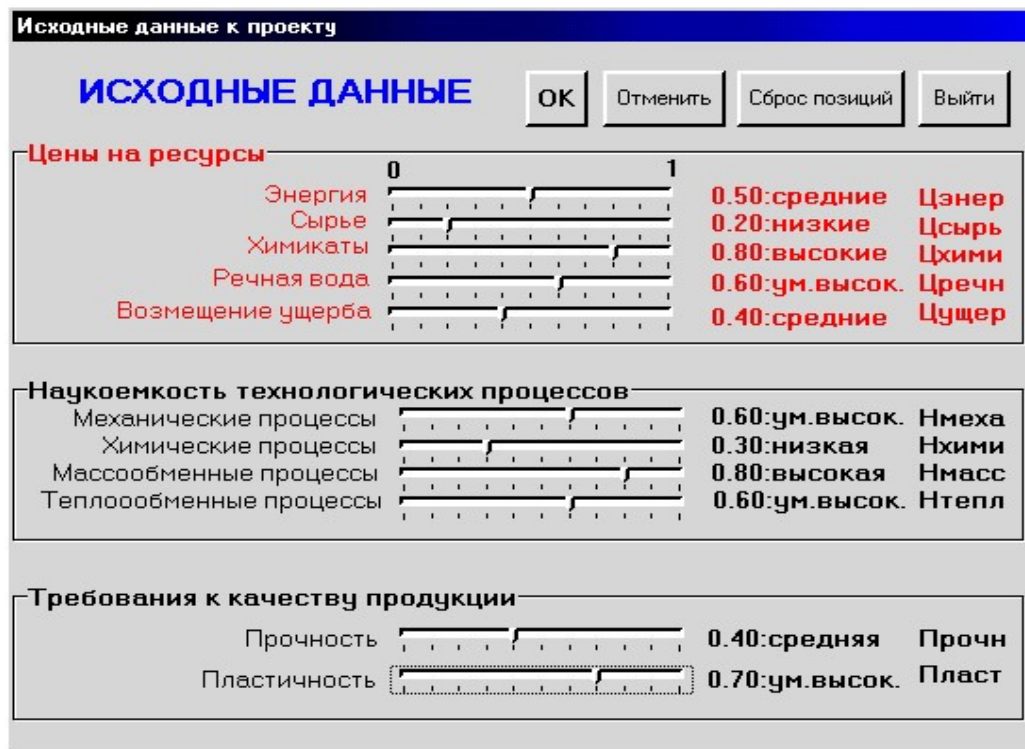 Исходные данные к проекту
ИСХОДНЫЕ ДАННЫЕ OK Отменить Сброс позиций Выйти
Цены на ресурсы
0 1
Энергия 0.50:средние Цэнер
Сырье 0.20:низкие Цсырь
Химикаты 0.80:высокие Цхими
Речная вода 0.60:ум.высок. Цречн
Возмещение ущерба 0.40:средние Цущер
Наукоемкость технологических процессов
Механические процессы 0.60:ум.высок. Нмеха
Химические процессы 0.30:низкая Нхими
Массообменные процессы 0.80:высокая Нмасс
Теплоообменные процессы 0.60:ум.высок. Нтепл
Требования к качеству продукции
Прочность 0.40:средняя Прочн
Пластичность 0.70:ум.высок. Пласт